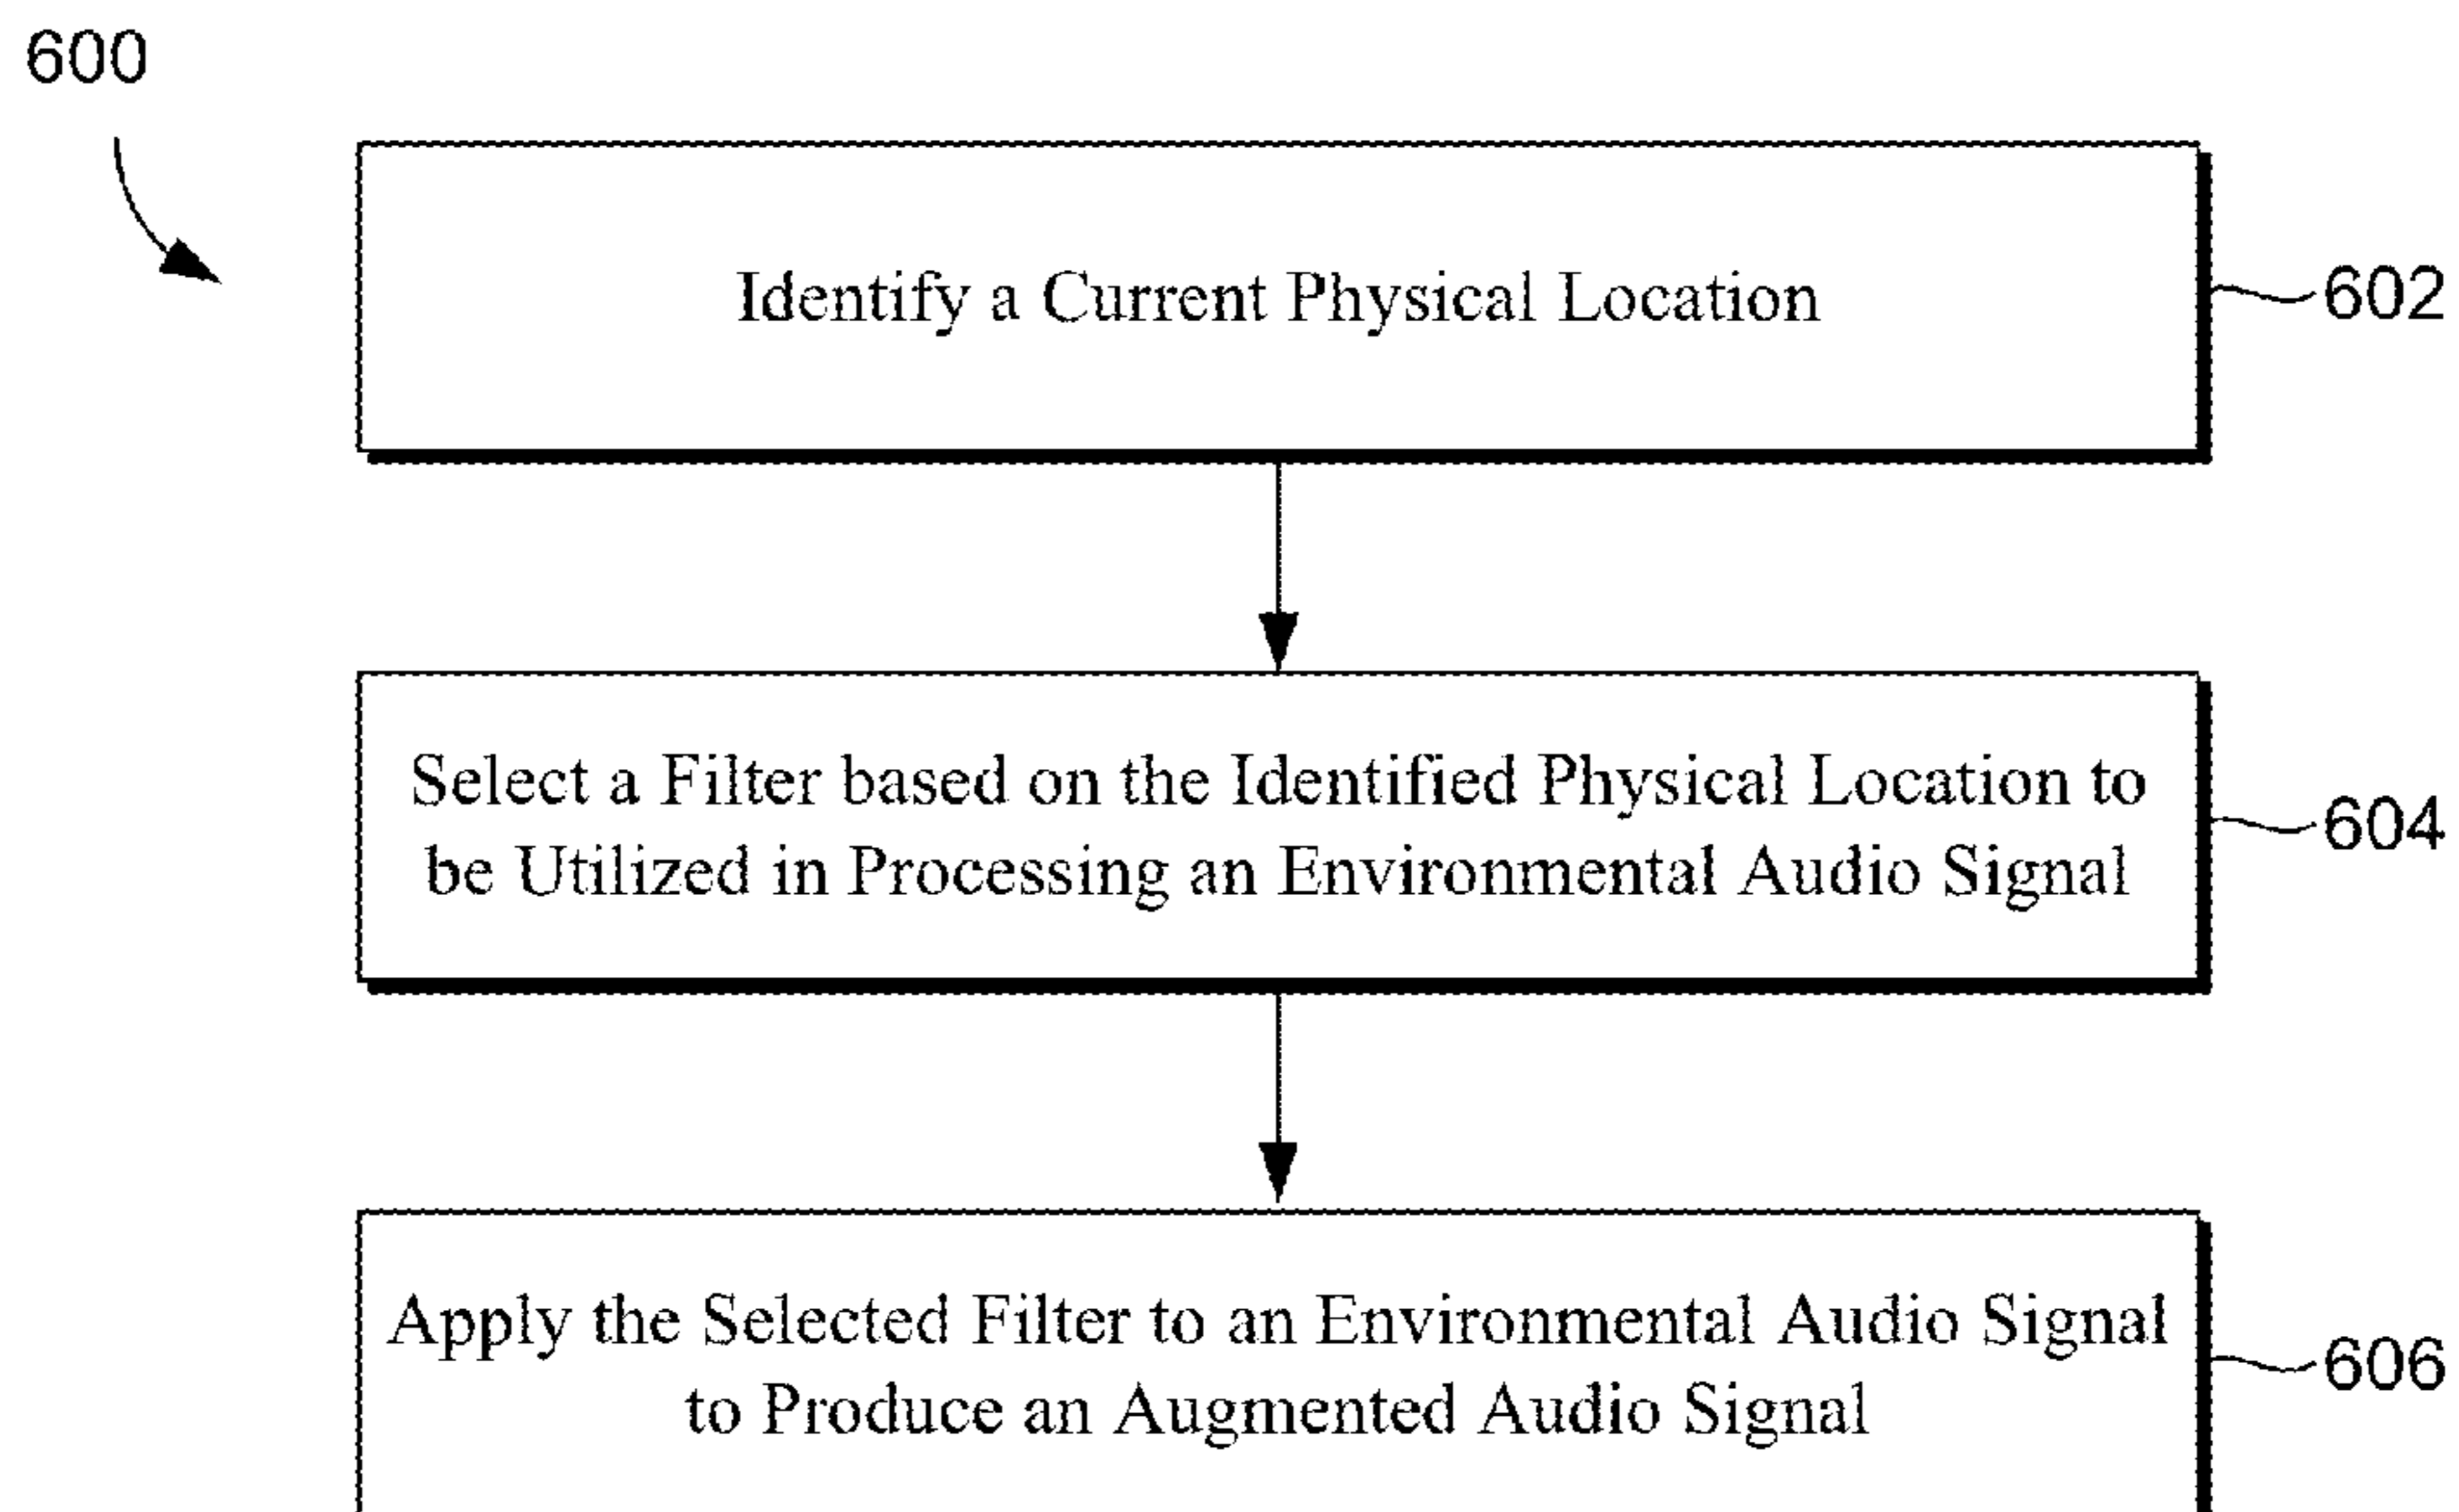 600
Identify a Current Physical Location
602
Select a Filter based on the Identified Physical Location to
be Utilized in Processing an Environmental Audio Signal
604
Apply the Selected Filter to an Environmental Audio Signal
to Produce an Augmented Audio Signal
606